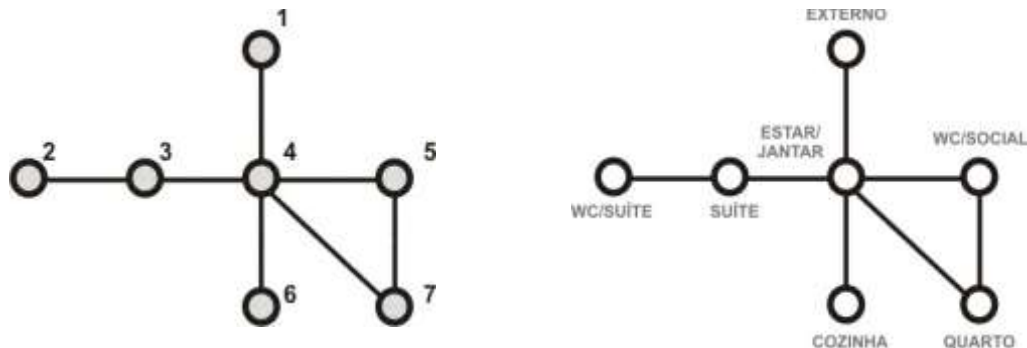 1
2
3
4
5
6
7
EXTERNO
ESTAR/
JANTAR
WC/SOCIAL
WC/SUÍTE
SUÍTE
COZINHA
QUARTO